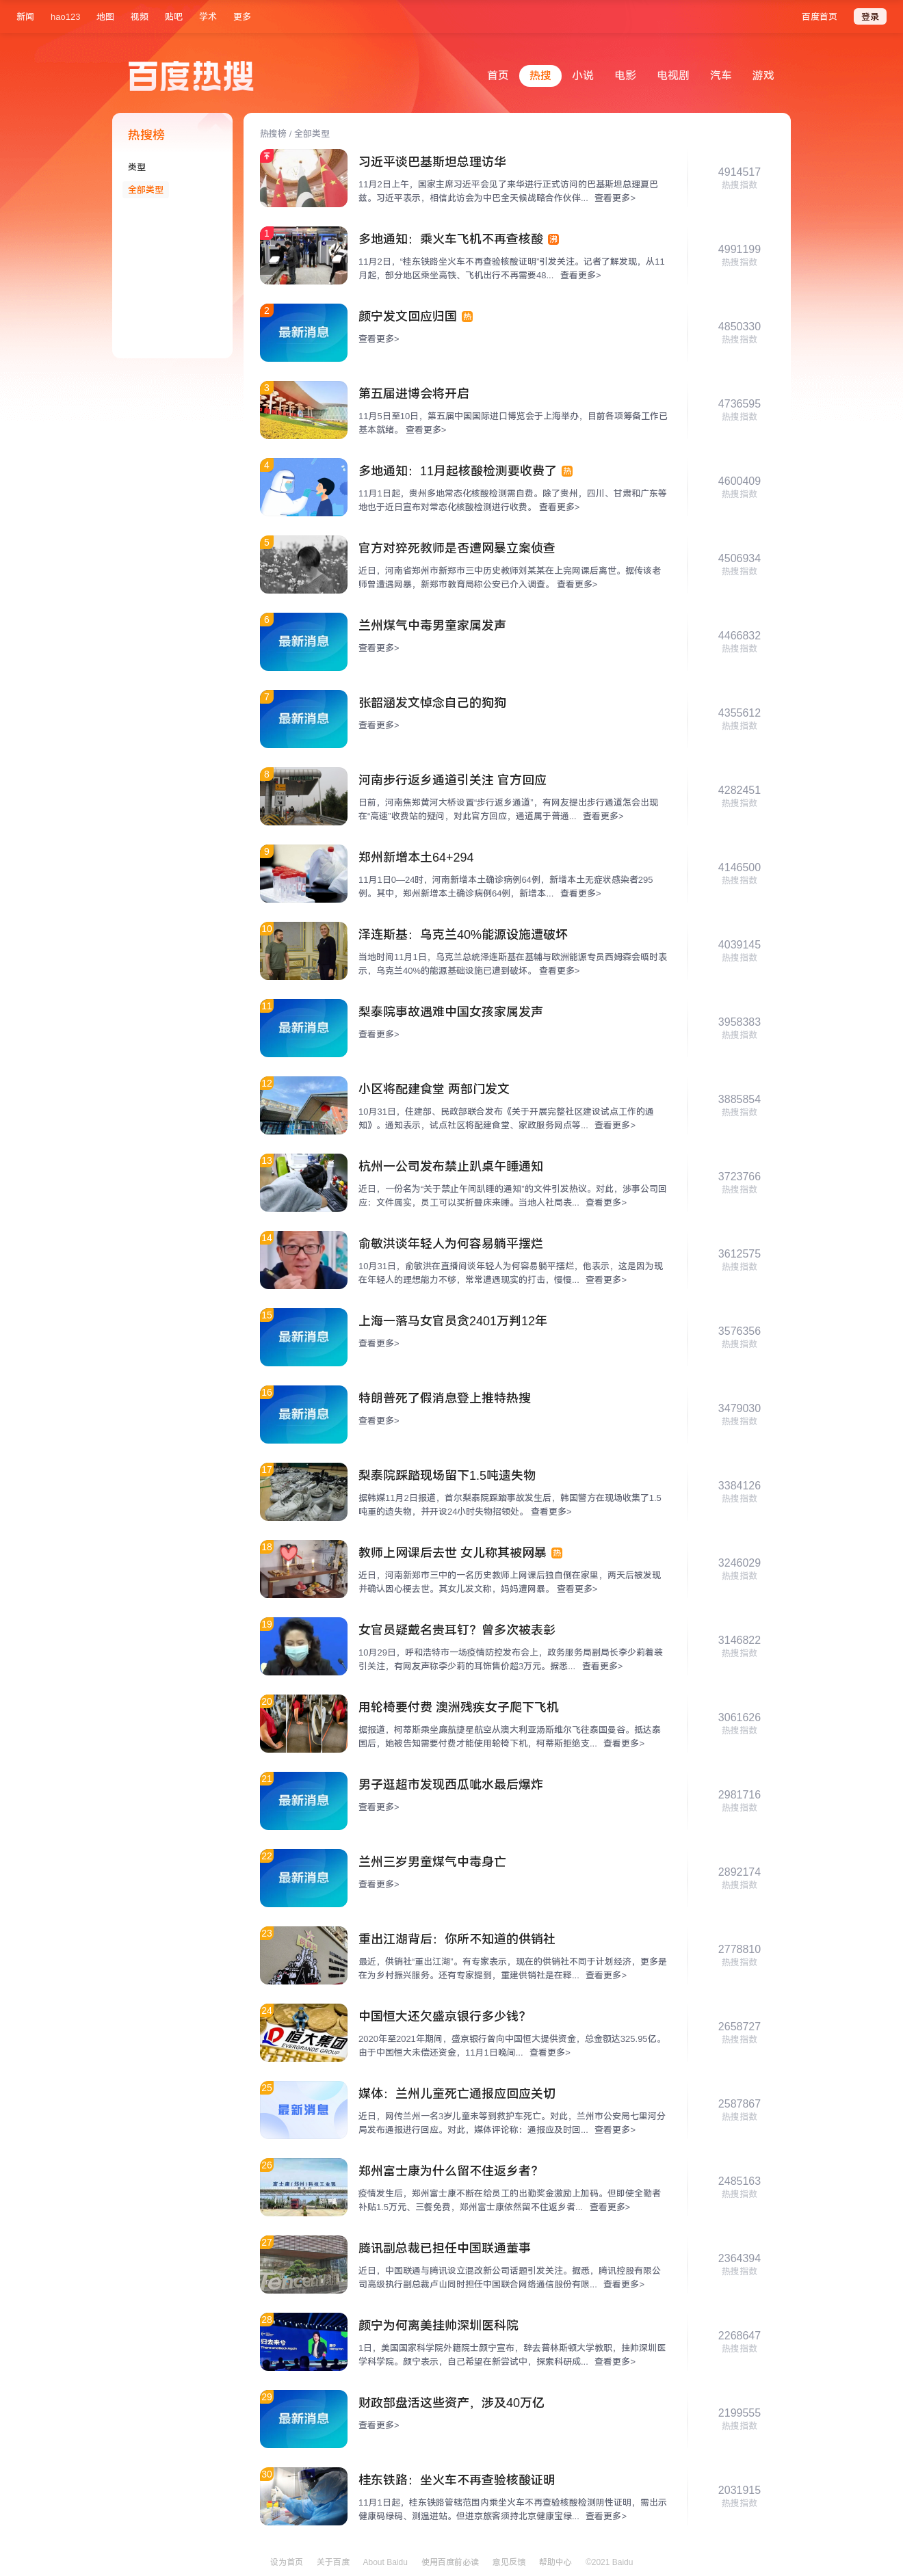 新闻 hao123 地图 视频 贴吧 学术 更多 百度首页 登录
百度热搜
首页 热搜 小说 电影 电视剧 汽车 游戏
热搜榜
类型
全部类型
热搜榜 / 全部类型
习近平谈巴基斯坦总理访华
11月2日上午，国家主席习近平会见了来华进行正式访问的巴基斯坦总理夏巴
兹。习近平表示，相信此访会为中巴全天候战略合作伙伴... 查看更多>
4914517
热搜指数
1
多地通知：乘火车飞机不再查核酸 沸
11月2日，“桂东铁路坐火车不再查验核酸证明”引发关注。记者了解发现，从11
月起，部分地区乘坐高铁、飞机出行不再需要48... 查看更多>
4991199
热搜指数
2
最新消息
颜宁发文回应归国 热
查看更多>
4850330
热搜指数
3
第五届进博会将开启
11月5日至10日，第五届中国国际进口博览会于上海举办，目前各项筹备工作已
基本就绪。 查看更多>
4736595
热搜指数
4
多地通知：11月起核酸检测要收费了 热
11月1日起，贵州多地常态化核酸检测需自费。除了贵州，四川、甘肃和广东等
地也于近日宣布对常态化核酸检测进行收费。 查看更多>
4600409
热搜指数
5
官方对猝死教师是否遭网暴立案侦查
近日，河南省郑州市新郑市三中历史教师刘某某在上完网课后离世。据传该老
师曾遭遇网暴，新郑市教育局称公安已介入调查。 查看更多>
4506934
热搜指数
6
最新消息
兰州煤气中毒男童家属发声
查看更多>
4466832
热搜指数
7
最新消息
张韶涵发文悼念自己的狗狗
查看更多>
4355612
热搜指数
8
河南步行返乡通道引关注 官方回应
日前，河南焦郑黄河大桥设置“步行返乡通道”，有网友提出步行通道怎会出现
在“高速”收费站的疑问，对此官方回应，通道属于普通... 查看更多>
4282451
热搜指数
9
郑州新增本土64+294
11月1日0—24时，河南新增本土确诊病例64例，新增本土无症状感染者295
例。其中，郑州新增本土确诊病例64例，新增本... 查看更多>
4146500
热搜指数
10
泽连斯基：乌克兰40%能源设施遭破坏
当地时间11月1日，乌克兰总统泽连斯基在基辅与欧洲能源专员西姆森会晤时表
示，乌克兰40%的能源基础设施已遭到破坏。 查看更多>
4039145
热搜指数
11
最新消息
梨泰院事故遇难中国女孩家属发声
查看更多>
3958383
热搜指数
12
小区将配建食堂 两部门发文
10月31日，住建部、民政部联合发布《关于开展完整社区建设试点工作的通
知》。通知表示，试点社区将配建食堂、家政服务网点等... 查看更多>
3885854
热搜指数
13
杭州一公司发布禁止趴桌午睡通知
近日，一份名为“关于禁止午间趴睡的通知”的文件引发热议。对此，涉事公司回
应：文件属实，员工可以买折叠床来睡。当地人社局表... 查看更多>
3723766
热搜指数
14
俞敏洪谈年轻人为何容易躺平摆烂
10月31日，俞敏洪在直播间谈年轻人为何容易躺平摆烂，他表示，这是因为现
在年轻人的理想能力不够，常常遭遇现实的打击，慢慢... 查看更多>
3612575
热搜指数
15
最新消息
上海一落马女官员贪2401万判12年
查看更多>
3576356
热搜指数
16
最新消息
特朗普死了假消息登上推特热搜
查看更多>
3479030
热搜指数
17
梨泰院踩踏现场留下1.5吨遗失物
据韩媒11月2日报道，首尔梨泰院踩踏事故发生后，韩国警方在现场收集了1.5
吨重的遗失物，并开设24小时失物招领处。 查看更多>
3384126
热搜指数
18
教师上网课后去世 女儿称其被网暴 热
近日，河南新郑市三中的一名历史教师上网课后独自倒在家里，两天后被发现
并确认因心梗去世。其女儿发文称，妈妈遭网暴。 查看更多>
3246029
热搜指数
19
女官员疑戴名贵耳钉？曾多次被表彰
10月29日，呼和浩特市一场疫情防控发布会上，政务服务局副局长李少莉着装
引关注，有网友声称李少莉的耳饰售价超3万元。据悉... 查看更多>
3146822
热搜指数
20
用轮椅要付费 澳洲残疾女子爬下飞机
据报道，柯蒂斯乘坐廉航捷星航空从澳大利亚汤斯维尔飞往泰国曼谷。抵达泰
国后，她被告知需要付费才能使用轮椅下机，柯蒂斯拒绝支... 查看更多>
3061626
热搜指数
21
最新消息
男子逛超市发现西瓜呲水最后爆炸
查看更多>
2981716
热搜指数
22
最新消息
兰州三岁男童煤气中毒身亡
查看更多>
2892174
热搜指数
23
重出江湖背后：你所不知道的供销社
最近，供销社“重出江湖”。有专家表示，现在的供销社不同于计划经济，更多是
在为乡村振兴服务。还有专家提到，重建供销社是在释... 查看更多>
2778810
热搜指数
24
恒大集团
EVERGRANDE GROUP
中国恒大还欠盛京银行多少钱？
2020年至2021年期间，盛京银行曾向中国恒大提供资金，总金额达325.95亿。
由于中国恒大未偿还资金，11月1日晚间... 查看更多>
2658727
热搜指数
25
最新消息
媒体：兰州儿童死亡通报应回应关切
近日，网传兰州一名3岁儿童未等到救护车死亡。对此，兰州市公安局七里河分
局发布通报进行回应。对此，媒体评论称：通报应及时回... 查看更多>
2587867
热搜指数
26
郑州富士康为什么留不住返乡者？
疫情发生后，郑州富士康不断在给员工的出勤奖金激励上加码。但即使全勤者
补贴1.5万元、三餐免费，郑州富士康依然留不住返乡者... 查看更多>
2485163
热搜指数
27
Tencent
腾讯副总裁已担任中国联通董事
近日，中国联通与腾讯设立混改新公司话题引发关注。据悉，腾讯控股有限公
司高级执行副总裁卢山同时担任中国联合网络通信股份有限... 查看更多>
2364394
热搜指数
28
归去来兮
颜宁为何离美挂帅深圳医科院
1日，美国国家科学院外籍院士颜宁宣布，辞去普林斯顿大学教职，挂帅深圳医
学科学院。颜宁表示，自己希望在新尝试中，探索科研成... 查看更多>
2268647
热搜指数
29
最新消息
财政部盘活这些资产，涉及40万亿
查看更多>
2199555
热搜指数
30
桂东铁路：坐火车不再查验核酸证明
11月1日起，桂东铁路管辖范围内乘坐火车不再查验核酸检测阴性证明，需出示
健康码绿码、测温进站。但进京旅客须持北京健康宝绿... 查看更多>
2031915
热搜指数
设为首页 关于百度 About Baidu 使用百度前必读 意见反馈 帮助中心 ©2021 Baidu